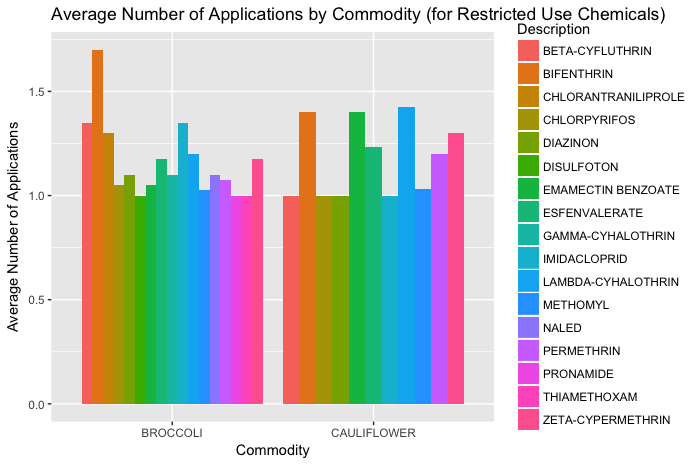 Average Number of Applications by Commodity (for Restricted Use Chemicals)
Description
BETA-CYFLUTHRIN
BIFENTHRIN
CHLORANTRANILIPROLE
CHLORPYRIFOS
DIAZINON
DISULFOTON
EMAMECTIN BENZOATE
ESFENVALERATE
GAMMA-CYHALOTHRIN
IMIDACLOPRID
LAMBDA-CYHALOTHRIN
METHOMYL
NALED
PERMETHRIN
PRONAMIDE
THIAMETHOXAM
ZETA-CYPERMETHRIN
Average Number of Applications
1.5
1.0
0.5
0.0
BROCCOLI
CAULIFLOWER
Commodity